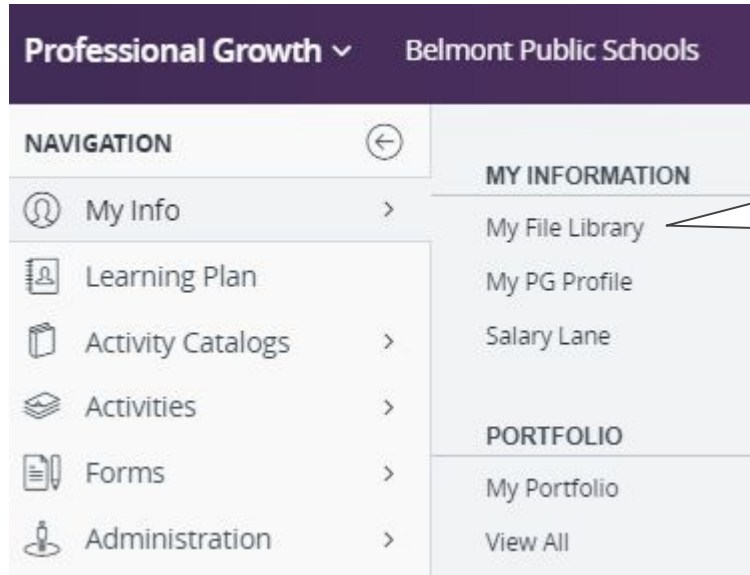 Professional Growth Belmont Public Schools
NAVIGATION
My Info
Learning Plan
Activity Catalogs
Activities
Forms
Administration
MY INFORMATION
My File Library
My PG Profile
Salary Lane
PORTFOLIO
My Portfolio
View All